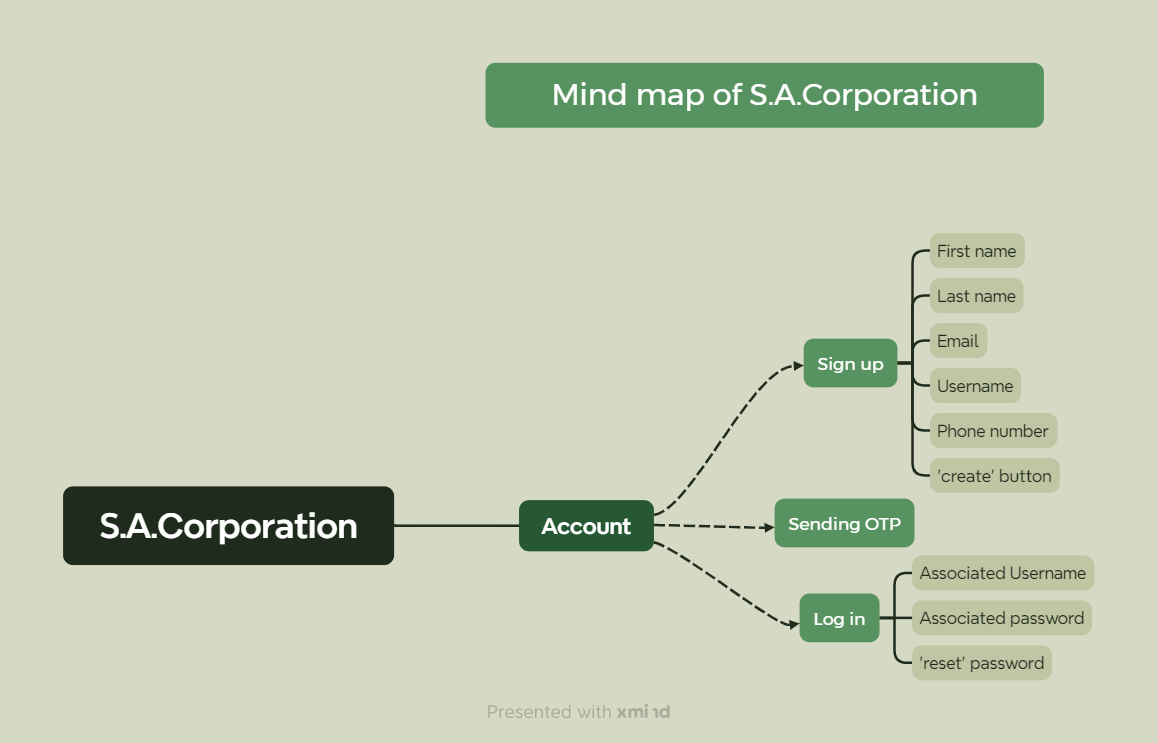 Mind map of S.A.Corporation
S.A.Corporation
Account
Sign up
First name
Last name
Email
Username
Phone number
'create' button
Sending OTP
Log in
Associated Username
Associated password
'reset' password
Presented with xmind